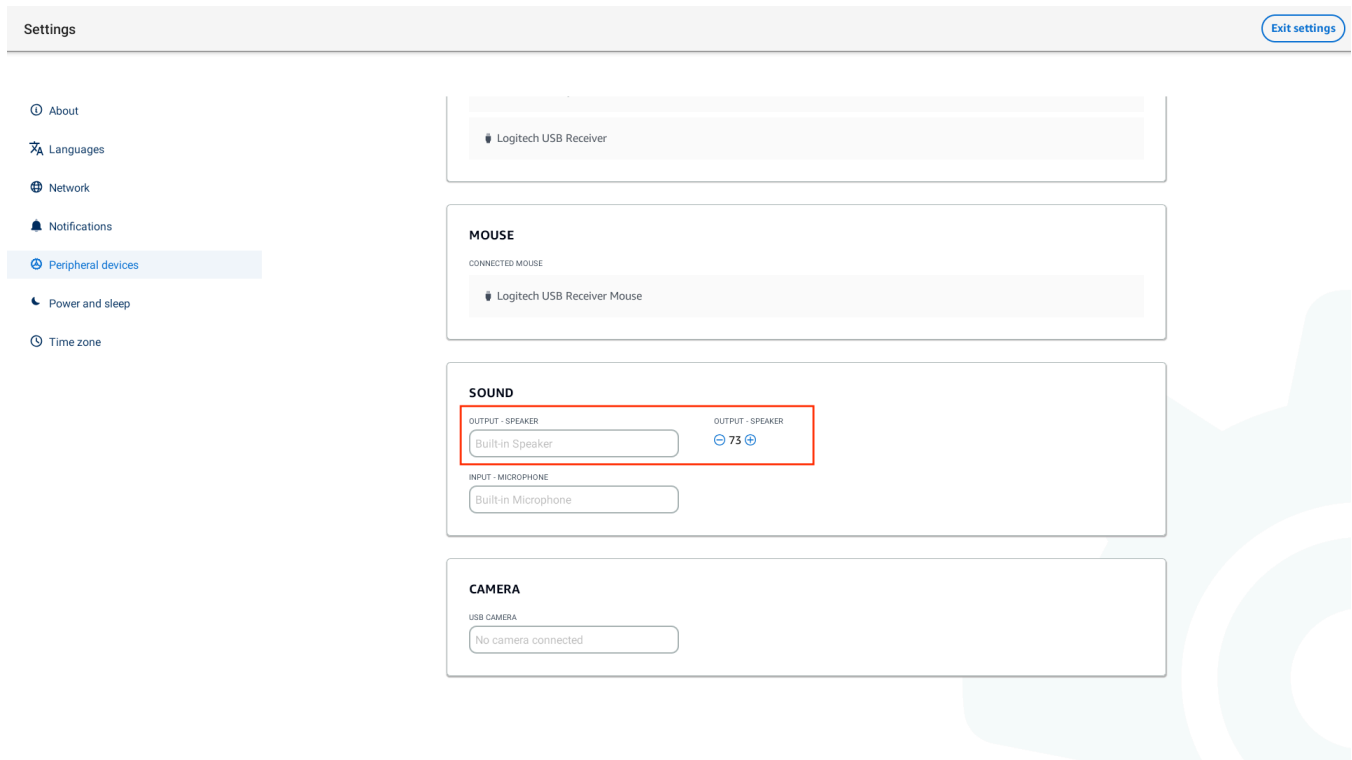 Settings
Exit settings
About
Languages
Network
Notifications
Peripheral devices
Power and sleep
Time zone
Logitech USB Receiver
MOUSE
CONNECTED MOUSE
Logitech USB Receiver Mouse
SOUND
OUTPUT - SPEAKER
Built-in Speaker
OUTPUT - SPEAKER
73
INPUT - MICROPHONE
Built-in Microphone
CAMERA
USB CAMERA
No camera connected